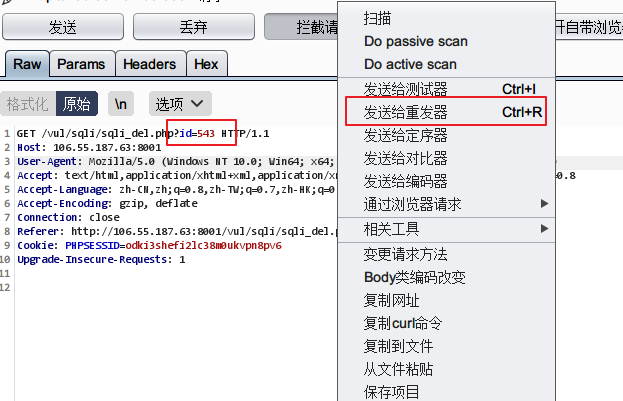 发送
丢弃
拦截请
开自带浏览器
Raw
Params
Headers
Hex
格式化
原始
\n
选项
1 GET /vul/sqli/sqli_del.php?id=543 HTTP/1.1
2 Host: 106.55.187.63:8001
3 User-Agent: Mozilla/5.0 (Windows NT 10.0; Win64; x64;
4 Accept: text/html,application/xhtml+xml,application/xm
0.8
5 Accept-Language: zh-CN,zh;q=0.8,zh-TW;q=0.7,zh-HK;q=0
6 Accept-Encoding: gzip, deflate
7 Connection: close
8 Referer: http://106.55.187.63:8001/vul/sqli/sqli_del.p
9 Cookie: PHPSESSID=odki3shefi2lc38m0ukvpn8pv6
10 Upgrade-Insecure-Requests: 1
11
12
扫描
Do passive scan
Do active scan
发送给测试器 Ctrl+I
发送给重发器 Ctrl+R
发送给定序器
发送给对比器
发送给编码器
通过浏览器请求
相关工具
变更请求方法
Body类编码改变
复制网址
复制curl命令
复制到文件
从文件粘贴
保存项目